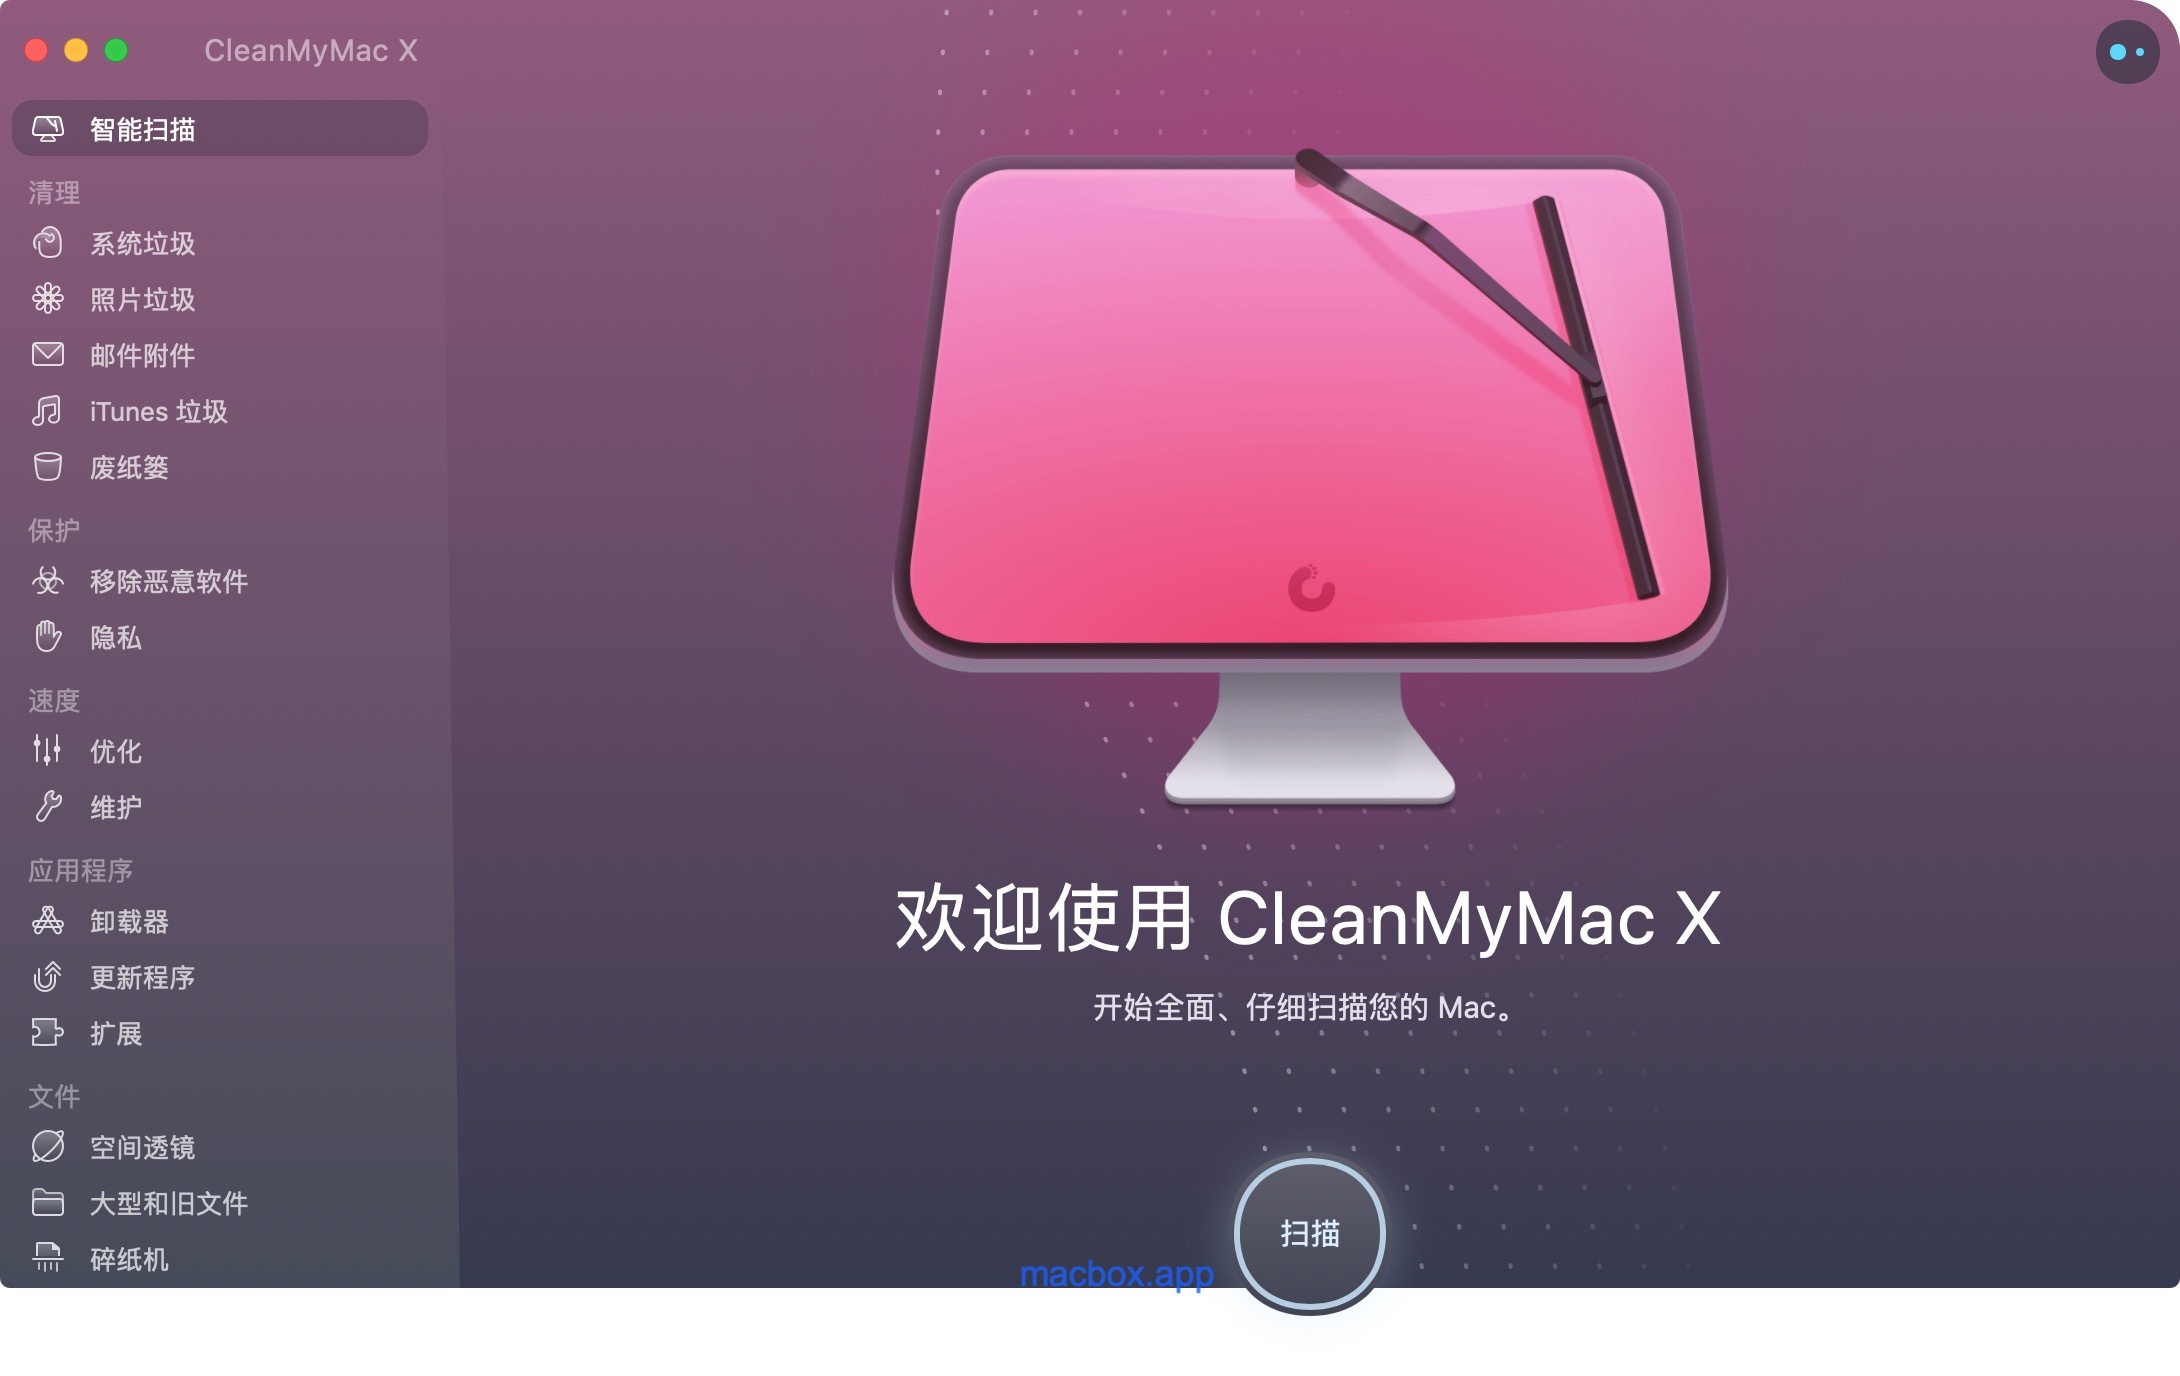 CleanMyMac X
智能扫描
清理
系统垃圾
照片垃圾
邮件附件
iTunes 垃圾
废纸篓
保护
移除恶意软件
隐私
速度
优化
维护
应用程序
卸载器
更新程序
扩展
文件
空间透镜
大型和旧文件
碎纸机
欢迎使用 CleanMyMac X
开始全面、仔细扫描您的 Mac。
扫描
macbox.app